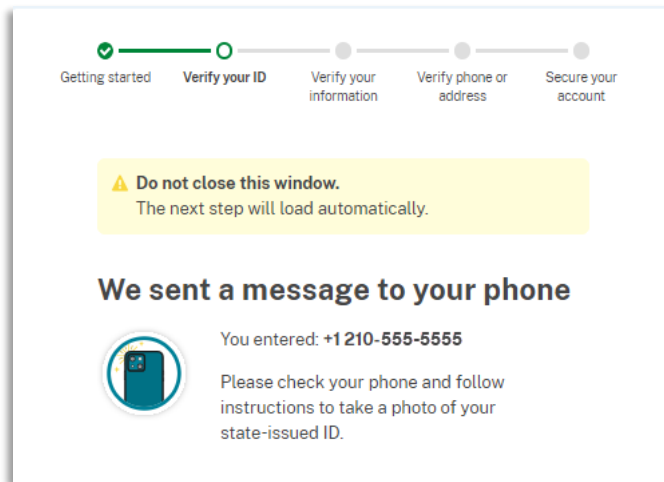 Getting started
Verify your ID
Verify your
information
Verify phone or
address
Secure your
account
Do not close this window.
The next step will load automatically.
We sent a message to your phone
You entered: +1 210-555-5555
Please check your phone and follow
instructions to take a photo of your
state-issued ID.